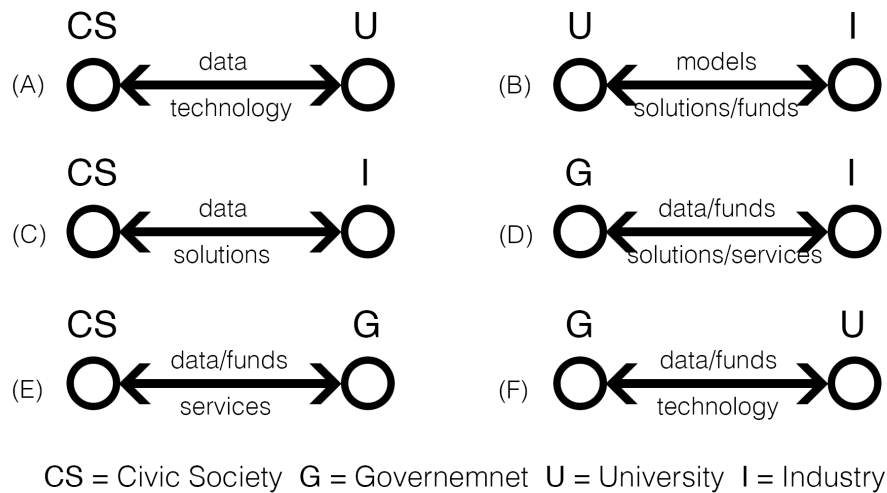 CS U U I
(A) data (B) models
technology solutions/funds
CS I G I
(C) data (D) data/funds
solutions solutions/services
CS G G U
(E) data/funds (F) data/funds
services technology
CS = Civic Society G = Governemnet U = University I = Industry